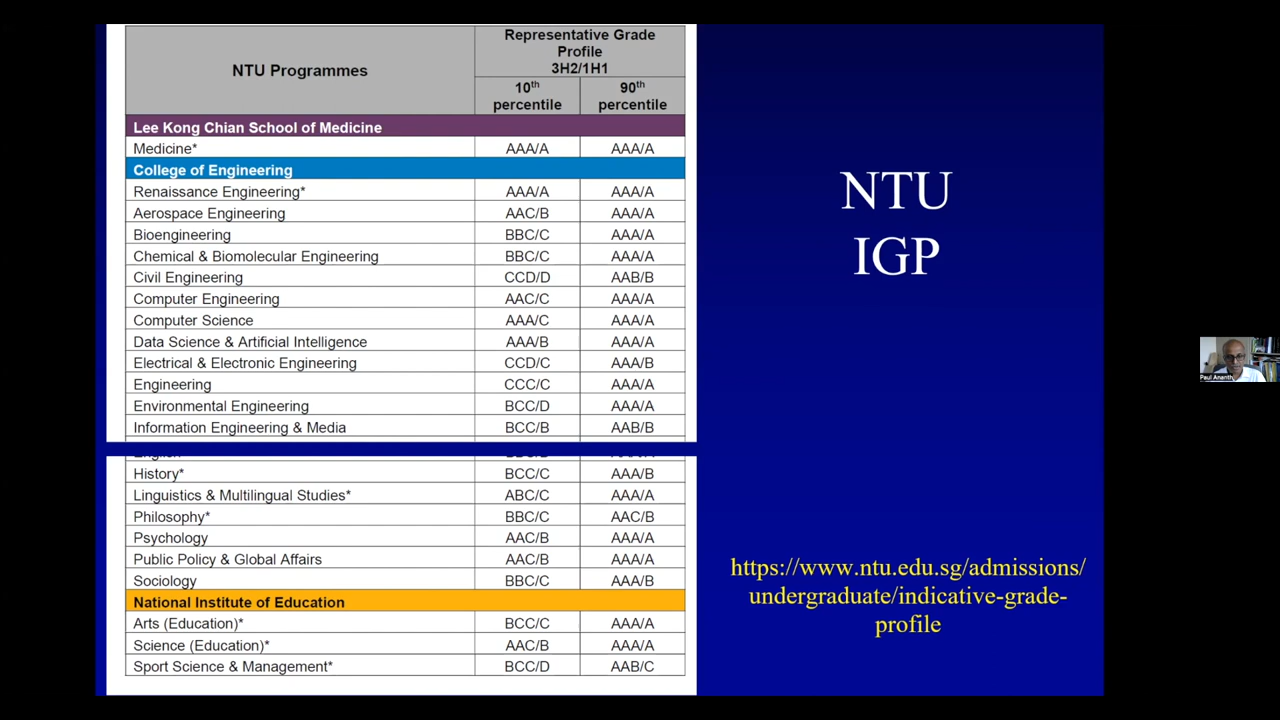 NTU Programmes
Representative Grade
Profile
3H2/1H1
10th
percentile
90th
percentile
Lee Kong Chian School of Medicine
Medicine* AAA/A AAA/A
College of Engineering
Renaissance Engineering* AAA/A AAA/A
Aerospace Engineering AAC/B AAA/A
Bioengineering BBC/C AAA/A
Chemical & Biomolecular Engineering BBC/C AAA/A
Civil Engineering CCD/D AAB/B
Computer Engineering AAC/C AAA/A
Computer Science AAA/C AAA/A
Data Science & Artificial Intelligence AAA/B AAA/A
Electrical & Electronic Engineering CCD/C AAA/B
Engineering CCC/C AAA/A
Environmental Engineering BCC/D AAA/A
Information Engineering & Media BCC/B AAB/B
History* BCC/C AAA/B
Linguistics & Multilingual Studies* ABC/C AAA/A
Philosophy* BBC/C AAC/B
Psychology AAC/B AAA/A
Public Policy & Global Affairs AAC/B AAA/A
Sociology BBC/C AAA/B
National Institute of Education
Arts (Education)* BCC/C AAA/A
Science (Education)* AAC/B AAA/A
Sport Science & Management* BCC/D AAB/C
NTU
IGP
https://www.ntu.edu.sg/admissions/
undergraduate/indicative-grade-
profile
Paul Ananth